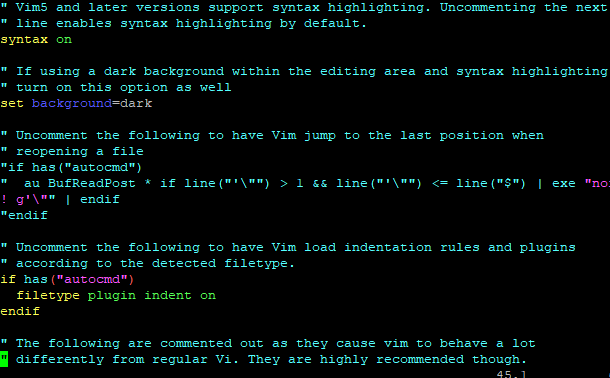 " Vim5 and later versions support syntax highlighting. Uncommenting the next
" line enables syntax highlighting by default.
syntax on
" If using a dark background within the editing area and syntax highlighting
" turn on this option as well
set background=dark
" Uncomment the following to have Vim jump to the last position when
" reopening a file
"if has("autocmd")
"  au BufReadPost * if line("'\"") > 1 && line("'\"") <= line("$") | exe "no
! g'\"" | endif
"endif
" Uncomment the following to have Vim load indentation rules and plugins
" according to the detected filetype.
if has("autocmd")
  filetype plugin indent on
endif
" The following are commented out as they cause vim to behave a lot
" differently from regular Vi. They are highly recommended though.
45,1